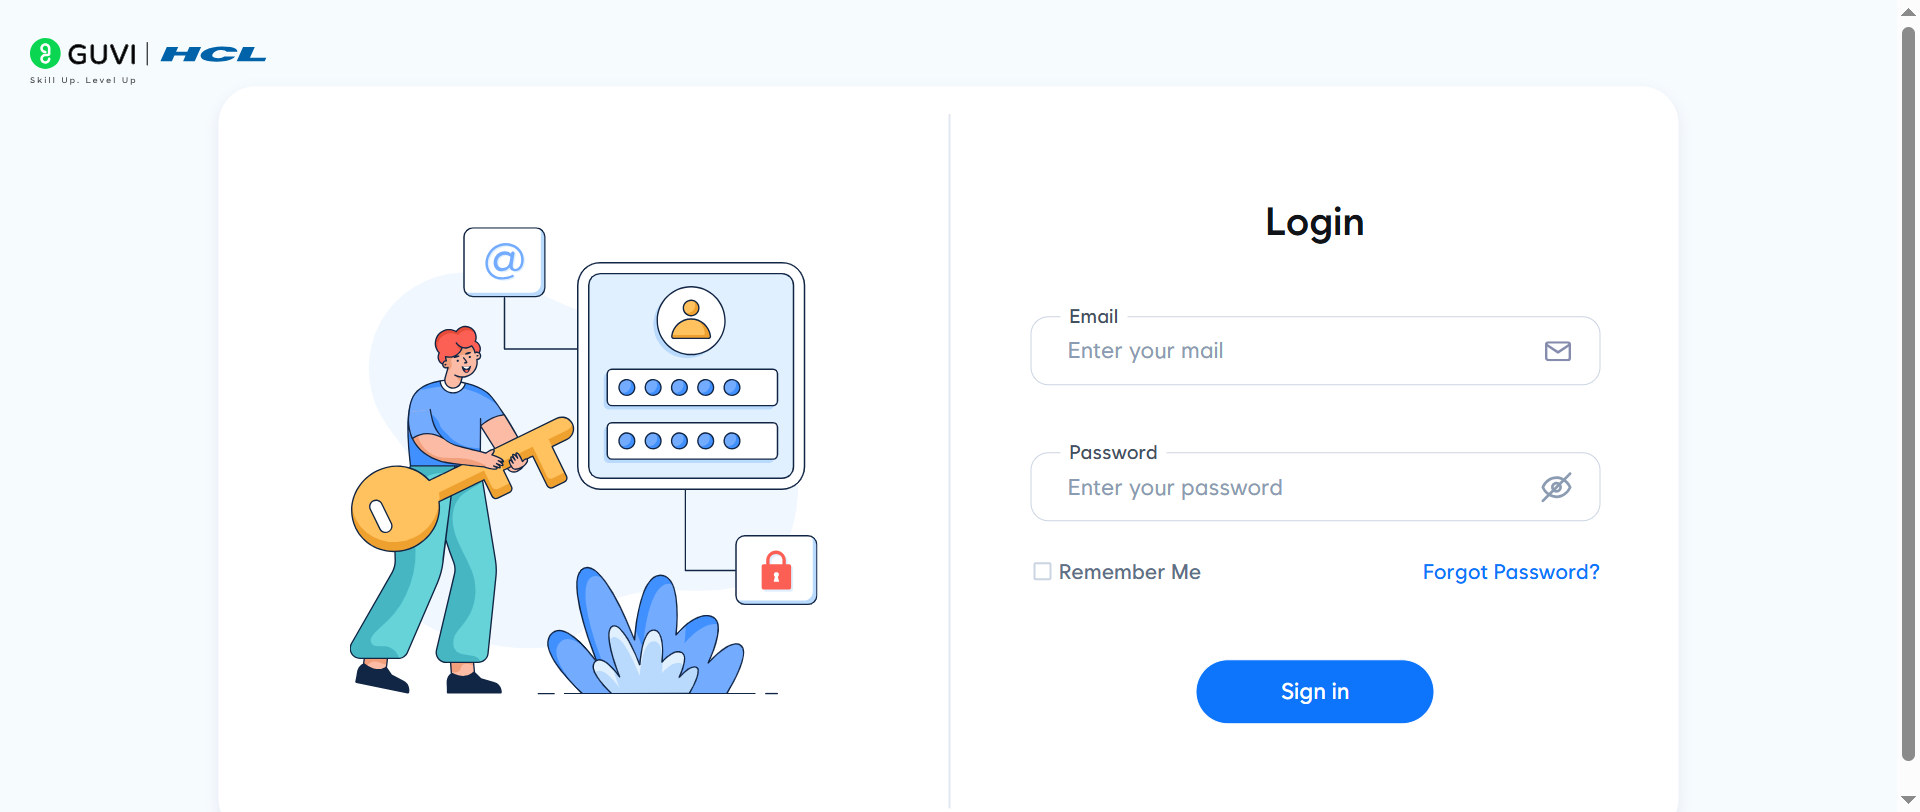 GUVI | HCL
Skill Up. Level Up
@
Login
Email
Enter your mail
Password
Enter your password
Remember Me
Forgot Password?
Sign in